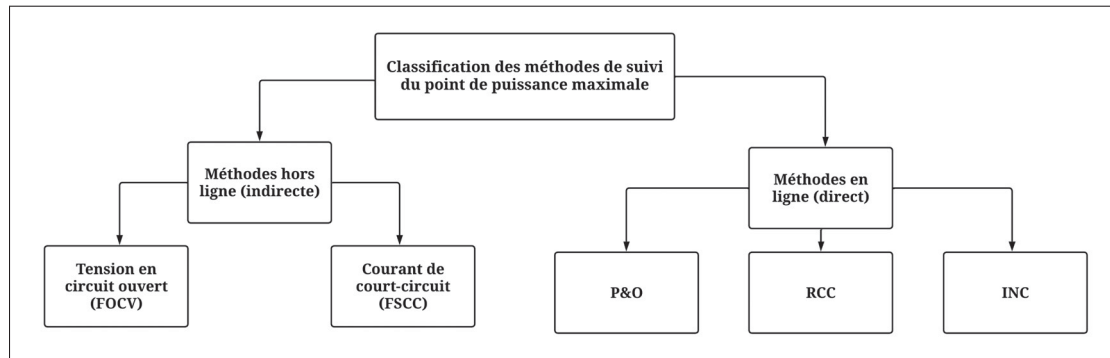 Classification des méthodes de suivi
du point de puissance maximale
Méthodes hors
ligne (indirecte)
Méthodes en
ligne (direct)
Tension en
circuit ouvert
(FOCV)
Courant de
court-circuit
(FSCC)
P&O
RCC
INC